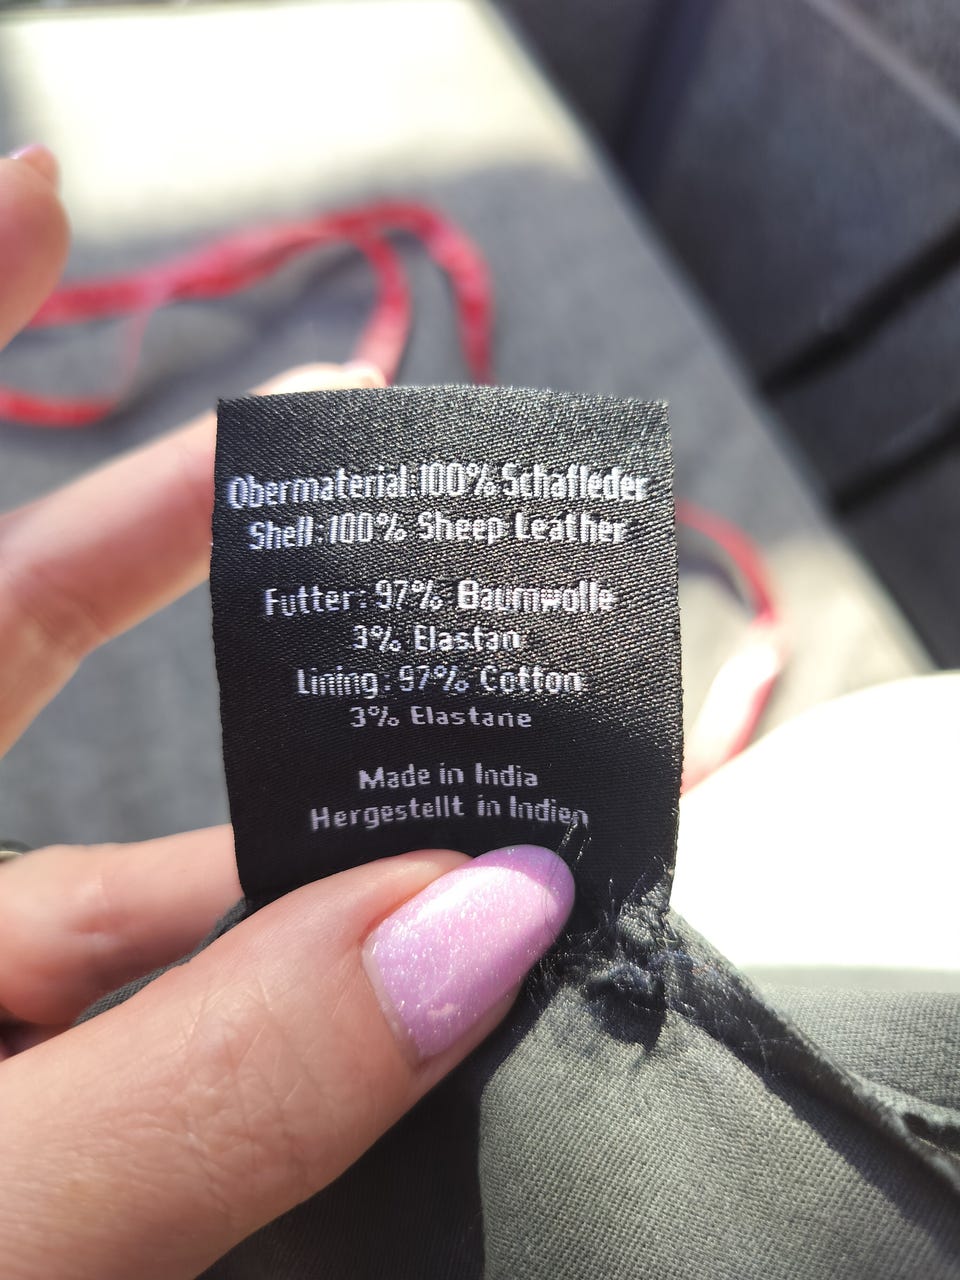 Obermaterial:100% Schafleder
Shell:100% Sheep Leather
Futter: 97% Baumwolle
3% Elastan
Lining: 97% Cotton
3% Elastane
Made in India
Hergestellt in Indien